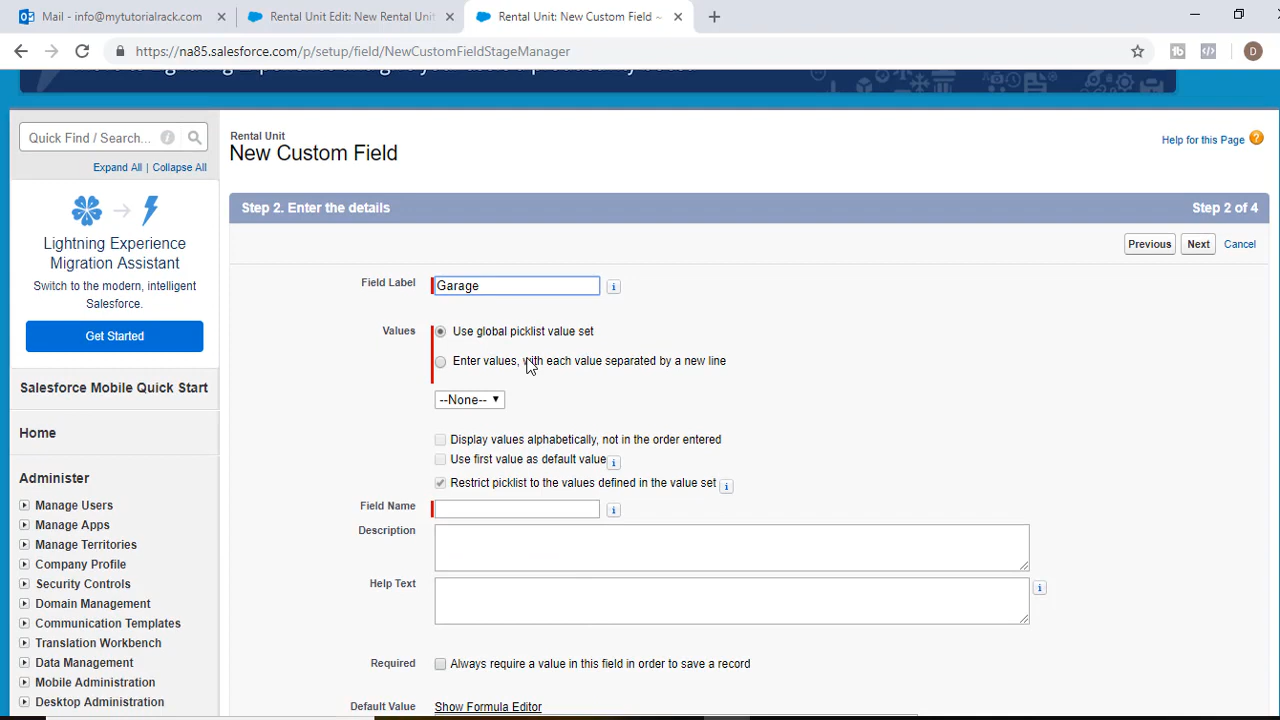 Mail - info@mytutorialrack.com
Rental Unit Edit: New Rental Unit
Rental Unit: New Custom Field ~
https://na85.salesforce.com/p/setup/field/NewCustomFieldStageManager
D
Quick Find / Search...
Expand All | Collapse All
Lightning Experience
Migration Assistant
Switch to the modern, intelligent
Salesforce.
Get Started
Salesforce Mobile Quick Start
Home
Administer
Manage Users
Manage Apps
Manage Territories
Company Profile
Security Controls
Domain Management
Communication Templates
Translation Workbench
Data Management
Mobile Administration
Desktop Administration
Rental Unit
New Custom Field
Help for this Page
Step 2. Enter the details
Step 2 of 4
Previous
Next
Cancel
Field Label
Garage
Values
Use global picklist value set
Enter values, with each value separated by a new line
--None--
Display values alphabetically, not in the order entered
Use first value as default value
Restrict picklist to the values defined in the value set
Field Name
Description
Help Text
Required
Always require a value in this field in order to save a record
Default Value
Show Formula Editor